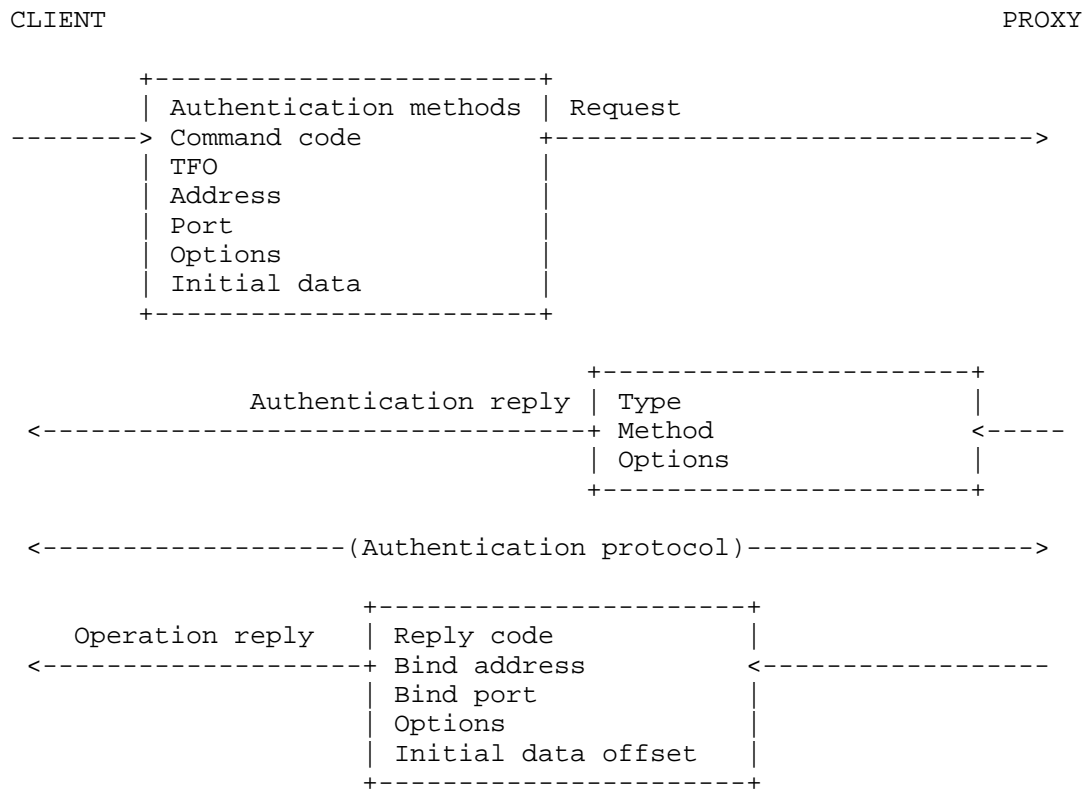 CLIENT PROXY
Authentication methods Request
Command code
TFO
Address
Port
Options
Initial data
Authentication reply Type
Method
Options
(Authentication protocol)
Operation reply Reply code
Bind address
Bind port
Options
Initial data offset